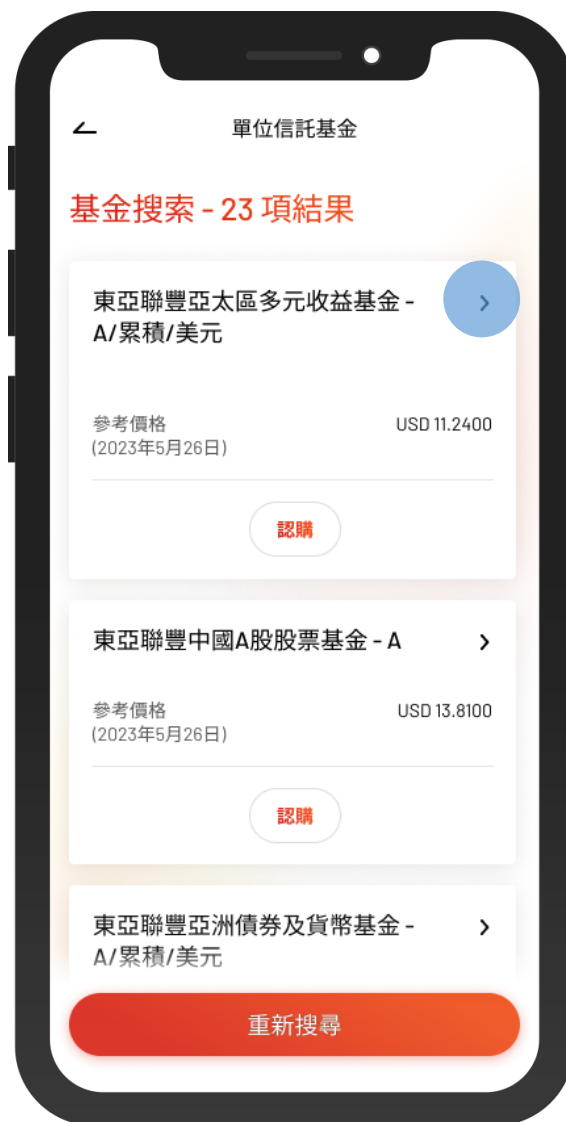 單位信託基金
基金搜索 - 23 項結果
東亞聯豐亞太區多元收益基金 -
A/累積/美元
參考價格
(2023年5月26日)
USD 11.2400
認購
東亞聯豐中國A股股票基金 - A
參考價格
(2023年5月26日)
USD 13.8100
認購
東亞聯豐亞洲債券及貨幣基金 -
A/累積/美元
重新搜尋